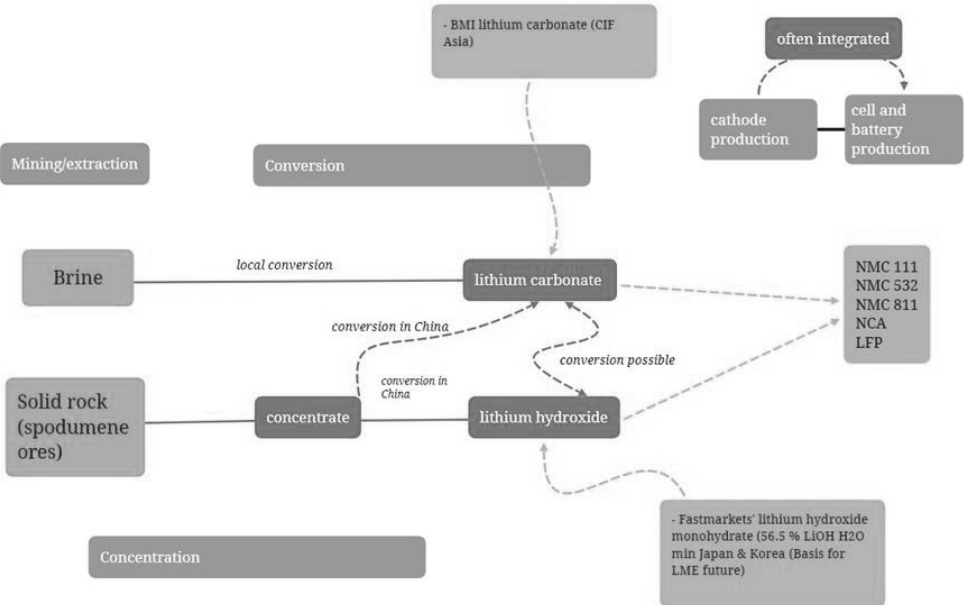 - BMI lithium carbonate (CIF
Asia)
often integrated
cathode
production
cell and
battery
production
Mining/extraction
Conversion
Brine
local conversion
lithium carbonate
NMC 111
NMC 532
NMC 811
NCA
LFP
conversion in China
conversion possible
conversion in
China
Solid rock
(spodumene
ores)
concentrate
lithium hydroxide
- Fastmarkets' lithium hydroxide
monohydrate (56.5 % LiOH H2O
min Japan & Korea (Basis for
LME future)
Concentration